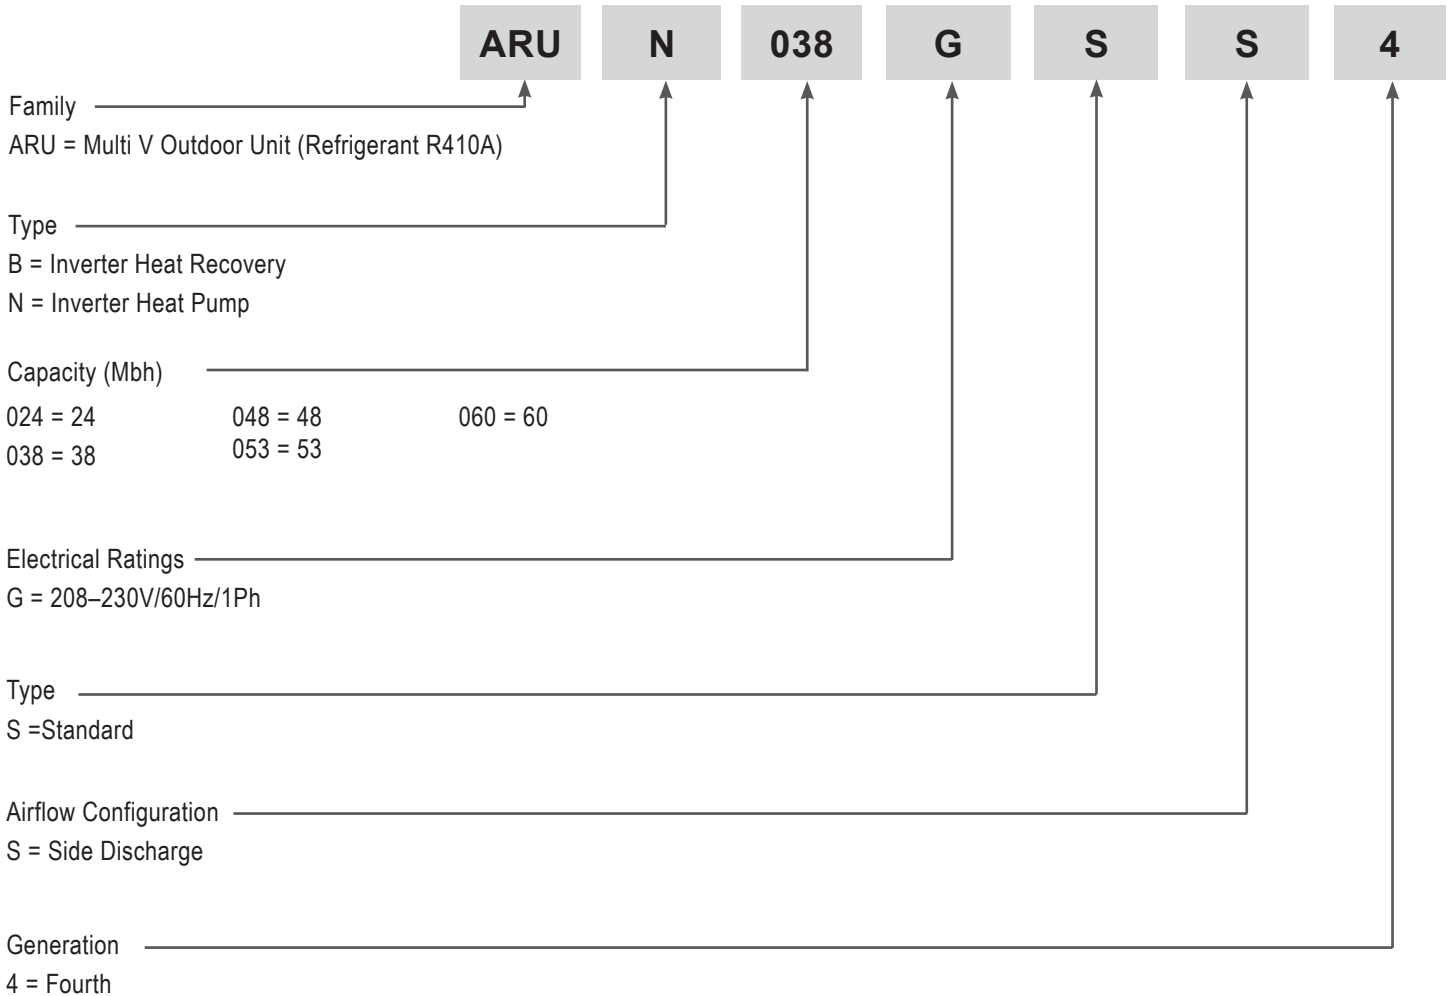 ARU N 038 G S S 4
Family
ARU = Multi V Outdoor Unit (Refrigerant R410A)
Type
B = Inverter Heat Recovery
N = Inverter Heat Pump
Capacity (Mbh)
024 = 24 048 = 48 060 = 60
038 = 38 053 = 53
Electrical Ratings
G = 208–230V/60Hz/1Ph
Type
S =Standard
Airflow Configuration
S = Side Discharge
Generation
4 = Fourth